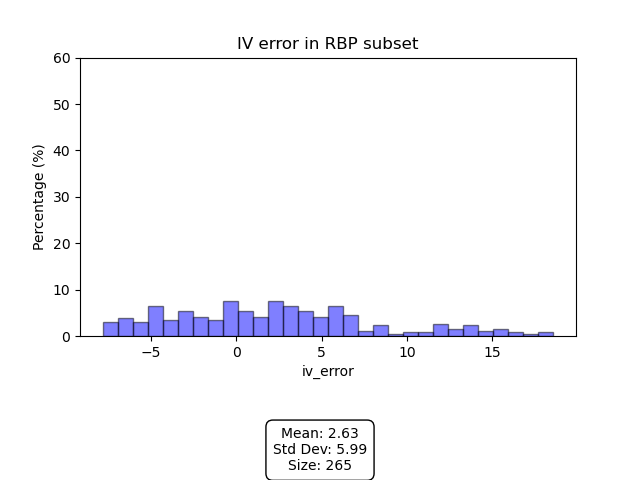 IV error in RBP subset
60
50
40
30
20
10
0
Percentage (%)
−5
0
5
10
15
iv_error
Mean: 2.63
Std Dev: 5.99
Size: 265